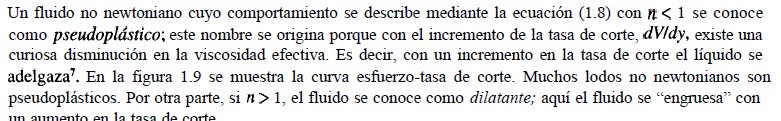 Un fluido no newtoniano cuyo comportamiento se describe mediante la ecuación (1.8) con n < 1 se conoce
como pseudoplástico; este nombre se origina porque con el incremento de la tasa de corte, dV/dy, existe una
curiosa disminución en la viscosidad efectiva. Es decir, con un incremento en la tasa de corte el líquido se
adelgaza⁷. En la figura 1.9 se muestra la curva esfuerzo-tasa de corte. Muchos lodos no newtonianos son
pseudoplásticos. Por otra parte, si n > 1, el fluido se conoce como dilatante; aquí el fluido se “engruesa” con
un aumento en la tasa de corte